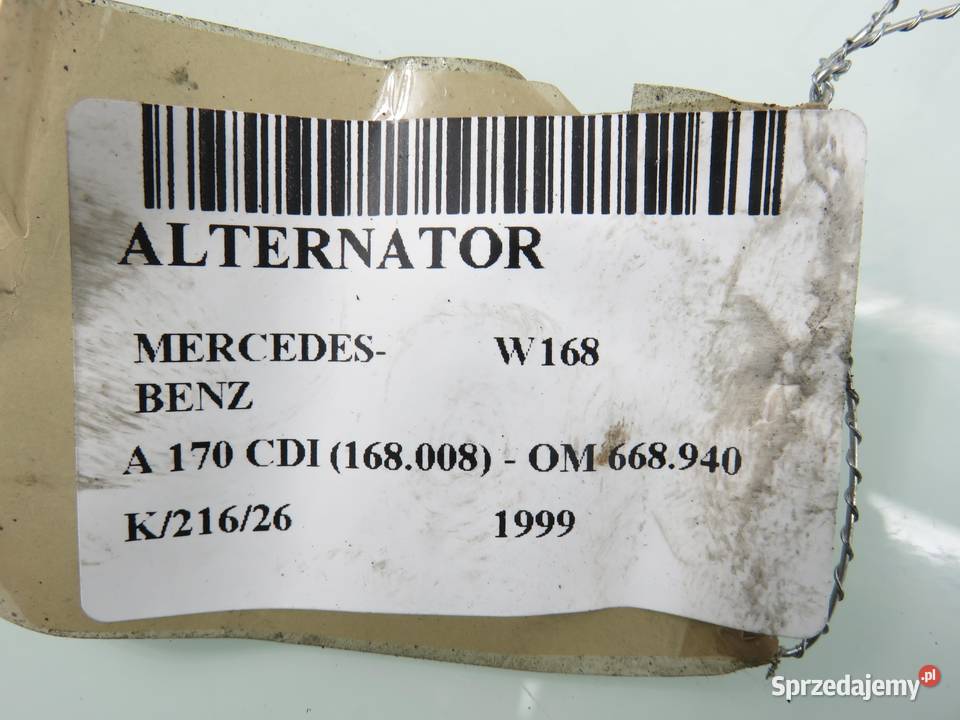 ALTERNATOR
MERCEDES- W168
BENZ
A 170 CDI (168.008) - OM 668.940
K/216/26 1999
Sprzedajemy.pl